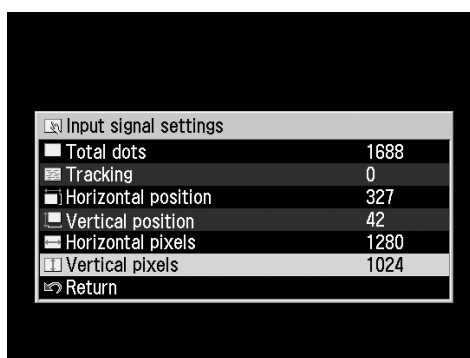 Input signal settings
Total dots 1688
Tracking 0
Horizontal position 327
Vertical position 42
Horizontal pixels 1280
Vertical pixels 1024
Return